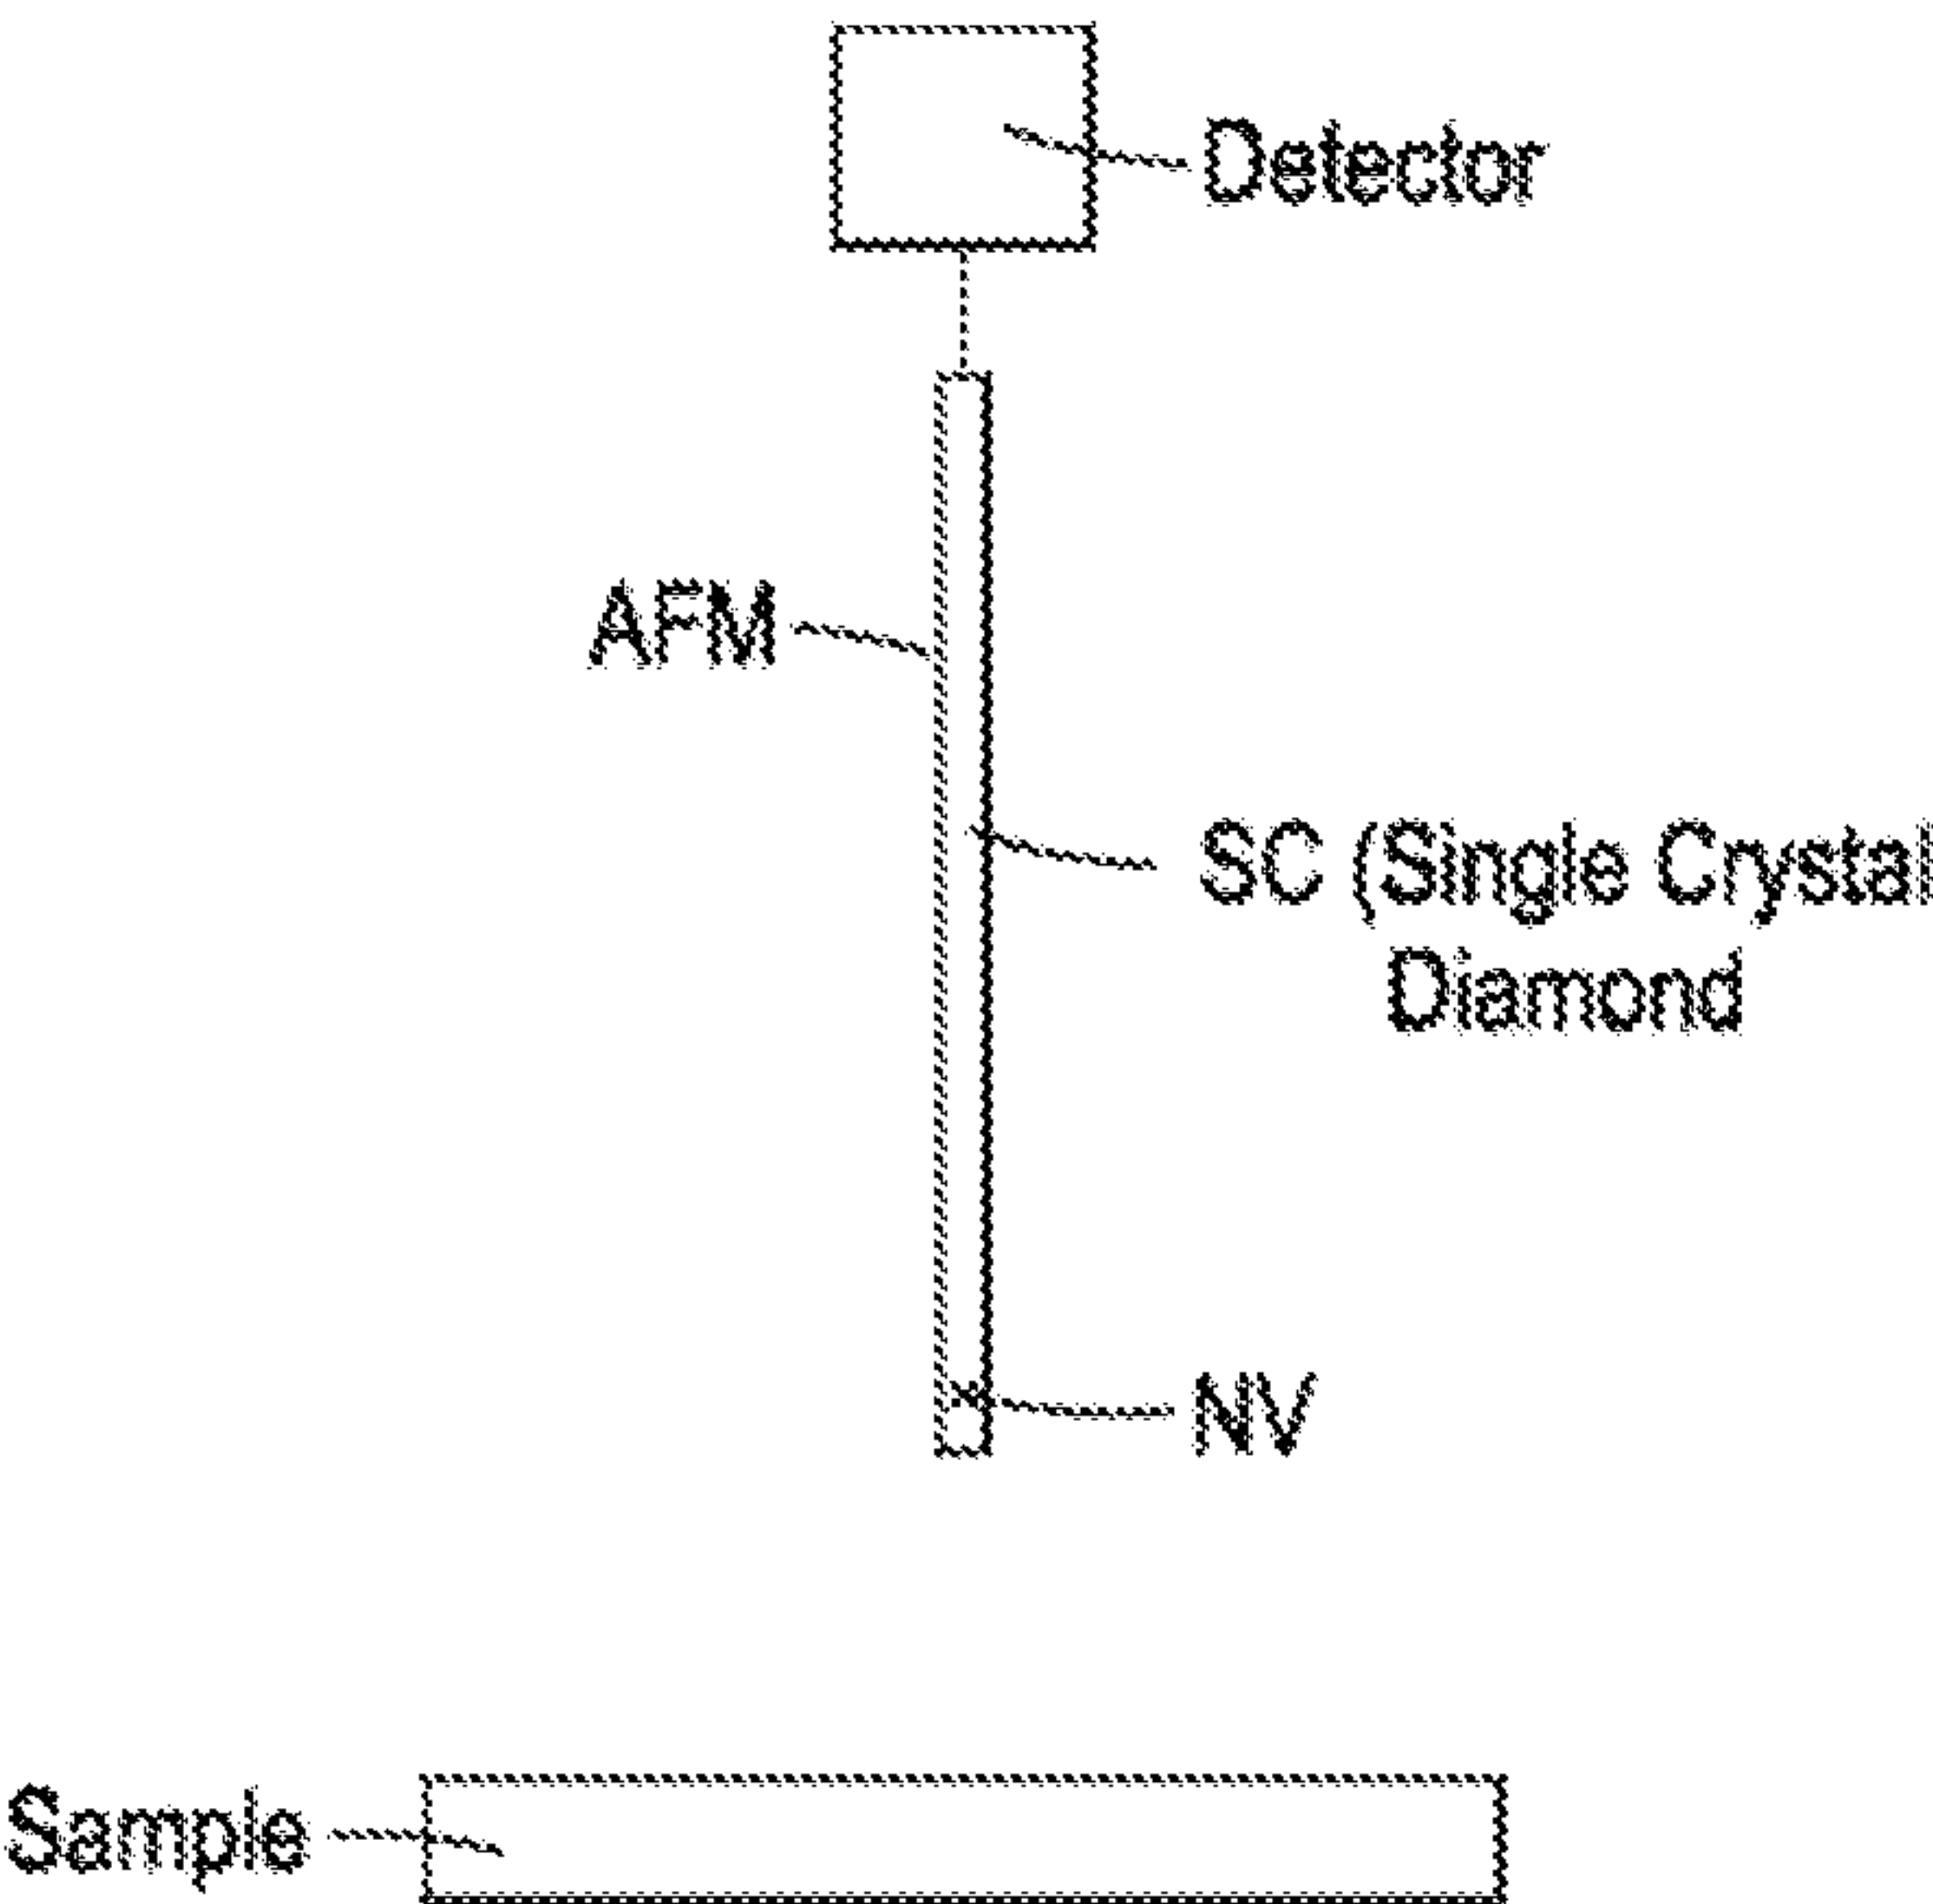 Detector
AFM
SC (Single Crystal
Diamond
NV
Sample